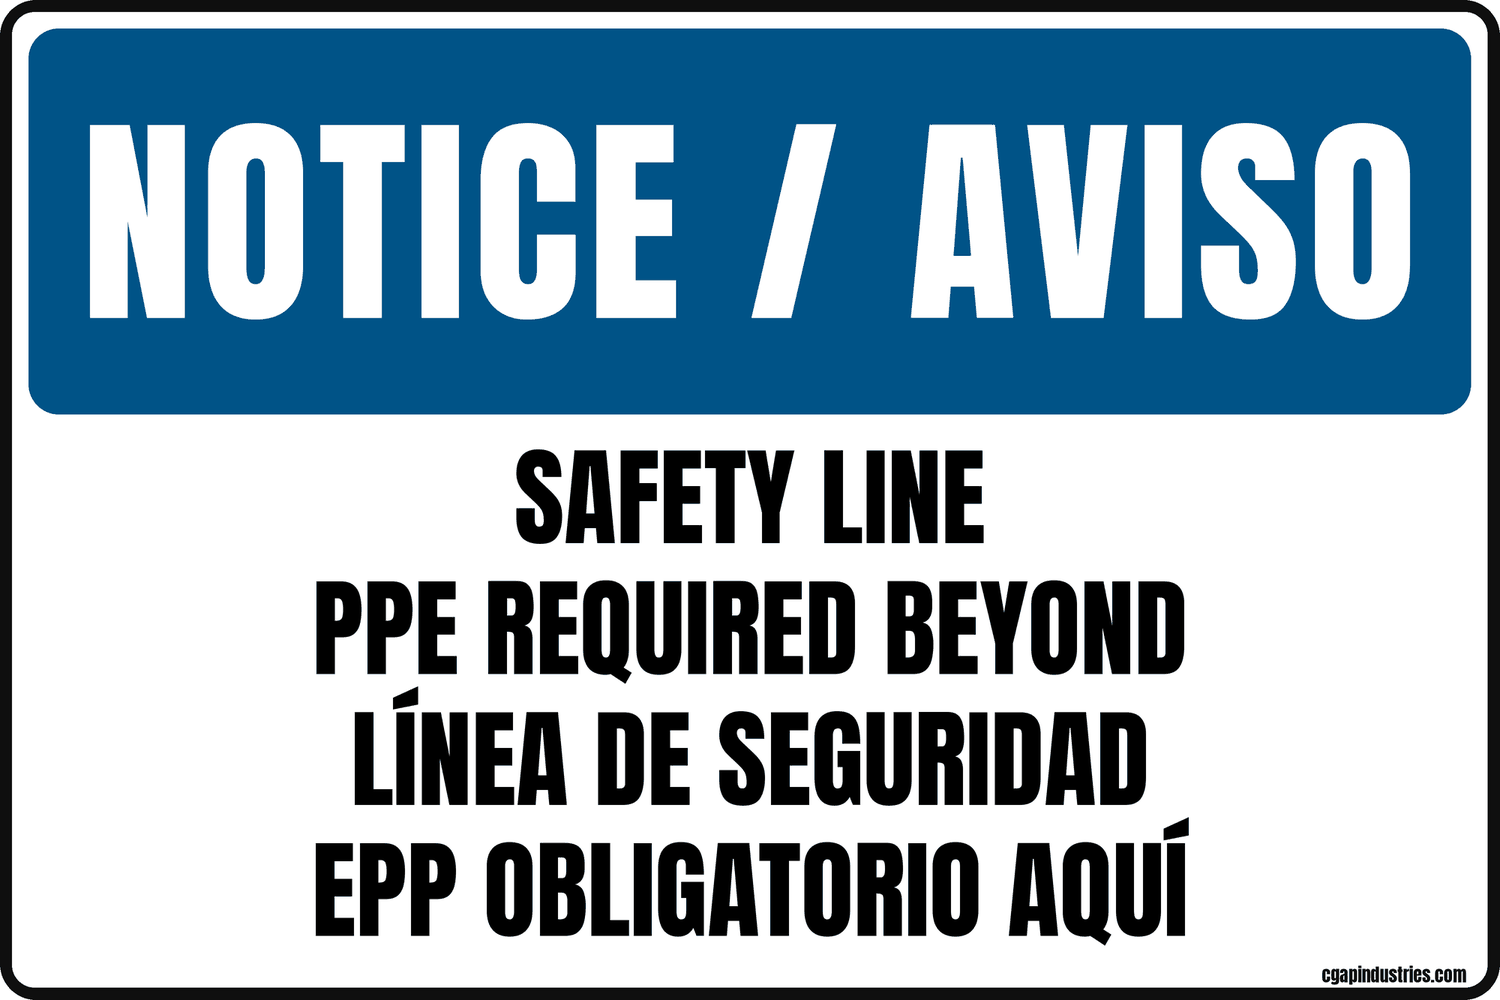 NOTICE / AVISO
SAFETY LINE
PPE REQUIRED BEYOND
LÍNEA DE SEGURIDAD
EPP OBLIGATORIO AQUÍ
cgapindustries.com